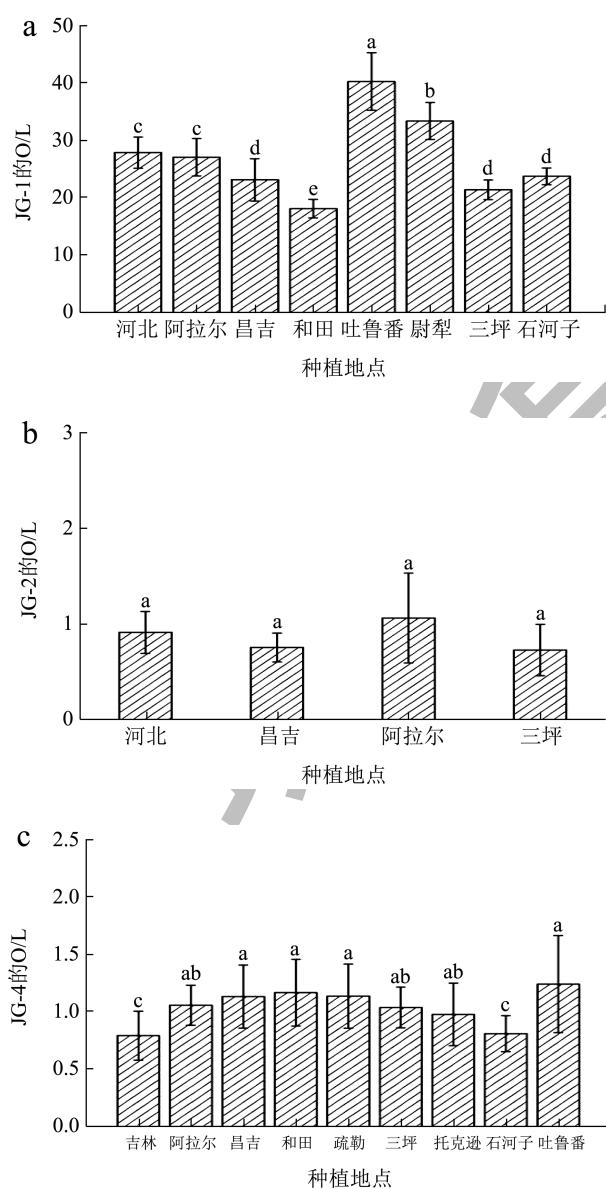 a
50
40
30
20
10
0
JG-1的O/L
c c d e a b d d
河北 阿拉尔 昌吉 和田 吐鲁番 尉犁 三坪 石河子
种植地点
b
3
2
1
0
JG-2的O/L
a a a a
河北 昌吉 阿拉尔 三坪
种植地点
c
2.5
2.0
1.5
1.0
0.5
0.0
JG-4的O/L
c ab a a a ab ab c a
吉林 阿拉尔 昌吉 和田 疏勒 三坪 托克逊 石河子 吐鲁番
种植地点